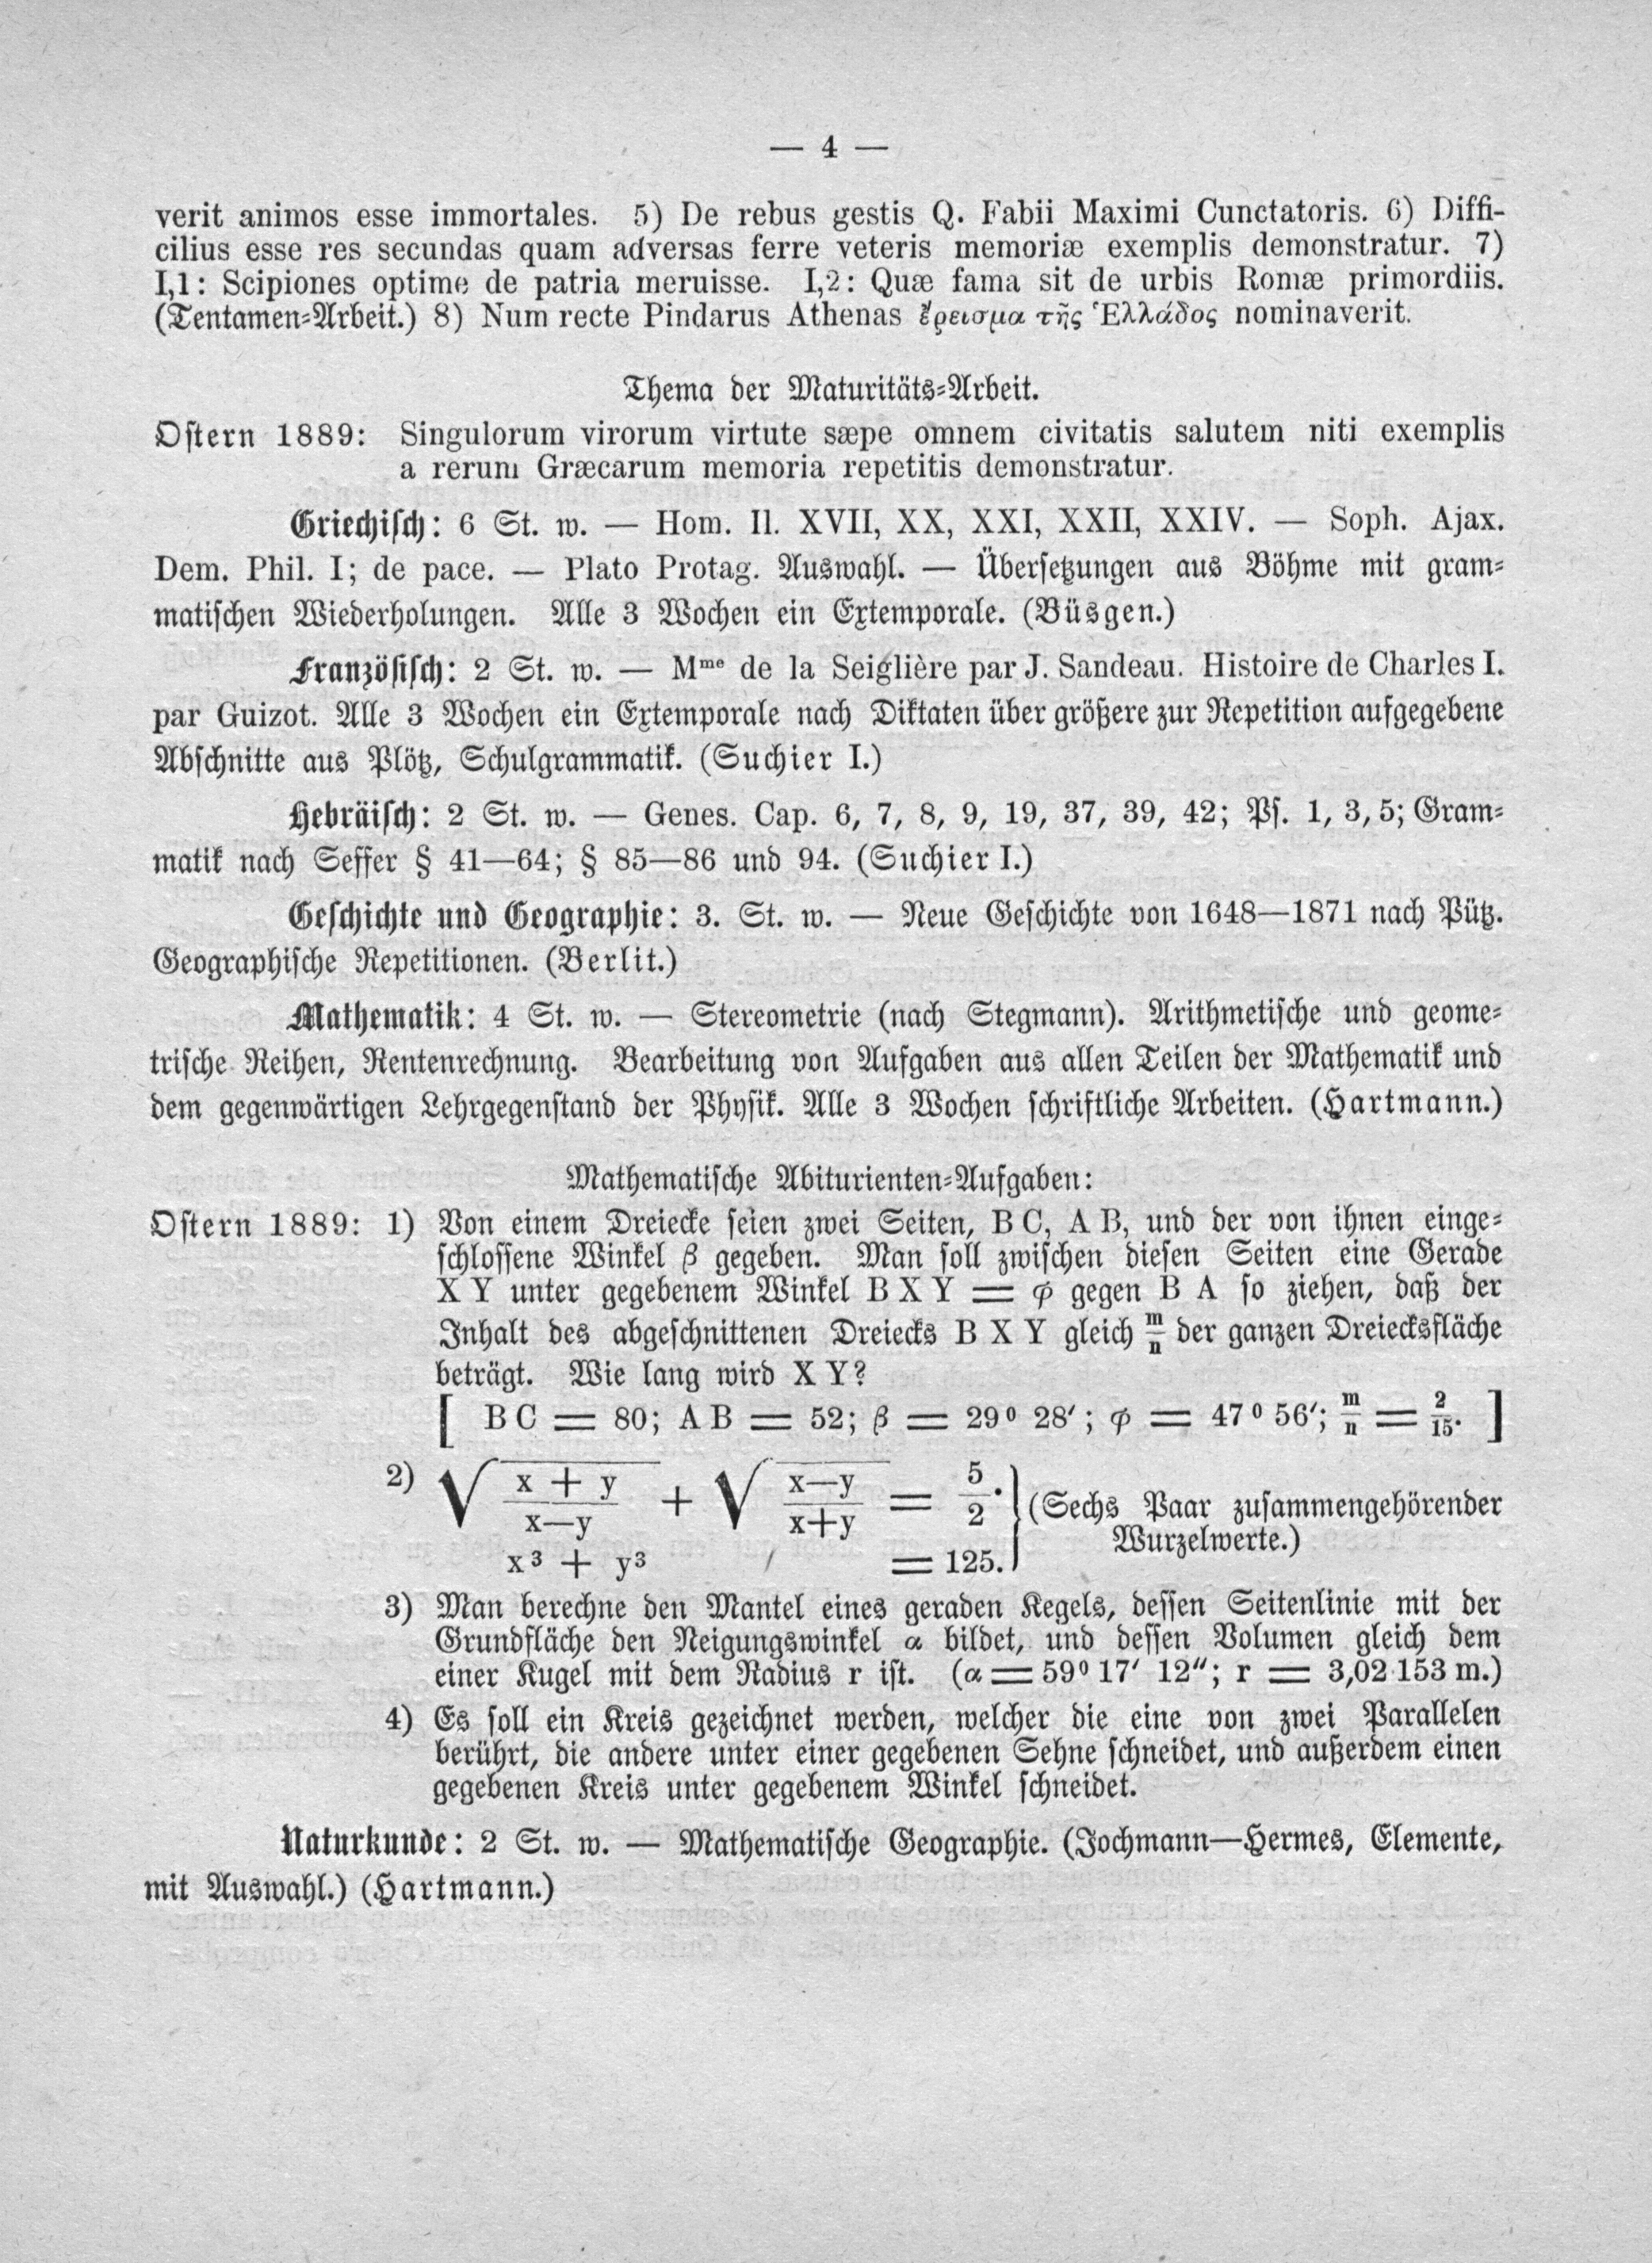 — 4 —
verit animos esse immortales. 5) De rebus gestis Q. Fabii Maximi Cunctatoris. 6) Diffi-
cilius esse res secundas quam adversas ferre veteris memoriæ exemplis demonstratur. 7)
I,1: Scipiones optime de patria meruisse. I,2: Quæ fama sit de urbis Romæ primordiis.
(Tentamen-Arbeit.) 8) Num recte Pindarus Athenas ἔρεισμα τῆς Ἑλλάδος nominaverit.
Thema der Maturitäts-Arbeit.
Ostern 1889: Singulorum virorum virtute sæpe omnem civitatis salutem niti exemplis
a rerum Græcarum memoria repetitis demonstratur.
Griechisch: 6 St. w. — Hom. Il. XVII, XX, XXI, XXII, XXIV. — Soph. Ajax.
Dem. Phil. I; de pace. — Plato Protag. Auswahl. — Übersetzungen aus Böhme mit gram-
matischen Wiederholungen. Alle 3 Wochen ein Extemporale. (Büsgen.)
Französisch: 2 St. w. — Mᵐᵉ de la Seiglière par J. Sandeau. Histoire de Charles I.
par Guizot. Alle 3 Wochen ein Extemporale nach Diktaten über größere zur Repetition aufgegebene
Abschnitte aus Plötz, Schulgrammatik. (Suchier I.)
Hebräisch: 2 St. w. — Genes. Cap. 6, 7, 8, 9, 19, 37, 39, 42; Ps. 1, 3, 5; Gram-
matik nach Seffer § 41—64; § 85—86 und 94. (Suchier I.)
Geschichte und Geographie: 3. St. w. — Neue Geschichte von 1648—1871 nach Pütz.
Geographische Repetitionen. (Berlit.)
Mathematik: 4 St. w. — Stereometrie (nach Stegmann). Arithmetische und geome-
trische Reihen, Rentenrechnung. Bearbeitung von Aufgaben aus allen Teilen der Mathematik und
dem gegenwärtigen Lehrgegenstand der Physik. Alle 3 Wochen schriftliche Arbeiten. (Hartmann.)
Mathematische Abiturienten-Aufgaben:
Ostern 1889: 1) Von einem Dreiecke seien zwei Seiten, B C, A B, und der von ihnen einge-
schlossene Winkel β gegeben. Man soll zwischen diesen Seiten eine Gerade
X Y unter gegebenem Winkel B X Y = φ gegen B A so ziehen, daß der
Inhalt des abgeschnittenen Dreiecks B X Y gleich m/n der ganzen Dreiecksfläche
beträgt. Wie lang wird X Y?
[ B C = 80; A B = 52; β = 29⁰ 28′; φ = 47⁰ 56′; m/n = 2/15. ]
2) √(x + y)/(x—y) + √(x—y)/(x+y) = 5/2. } (Sechs Paar zusammengehörender
Wurzelwerte.)
x³ + y³ = 125.
3) Man berechne den Mantel eines geraden Kegels, dessen Seitenlinie mit der
Grundfläche den Neigungswinkel α bildet, und dessen Volumen gleich dem
einer Kugel mit dem Radius r ist. (α = 59⁰ 17′ 12″; r = 3,02 153 m.)
4) Es soll ein Kreis gezeichnet werden, welcher die eine von zwei Parallelen
berührt, die andere unter einer gegebenen Sehne schneidet, und außerdem einen
gegebenen Kreis unter gegebenem Winkel schneidet.
Naturkunde: 2 St. w. — Mathematische Geographie. (Jochmann—Hermes, Elemente,
mit Auswahl.) (Hartmann.)